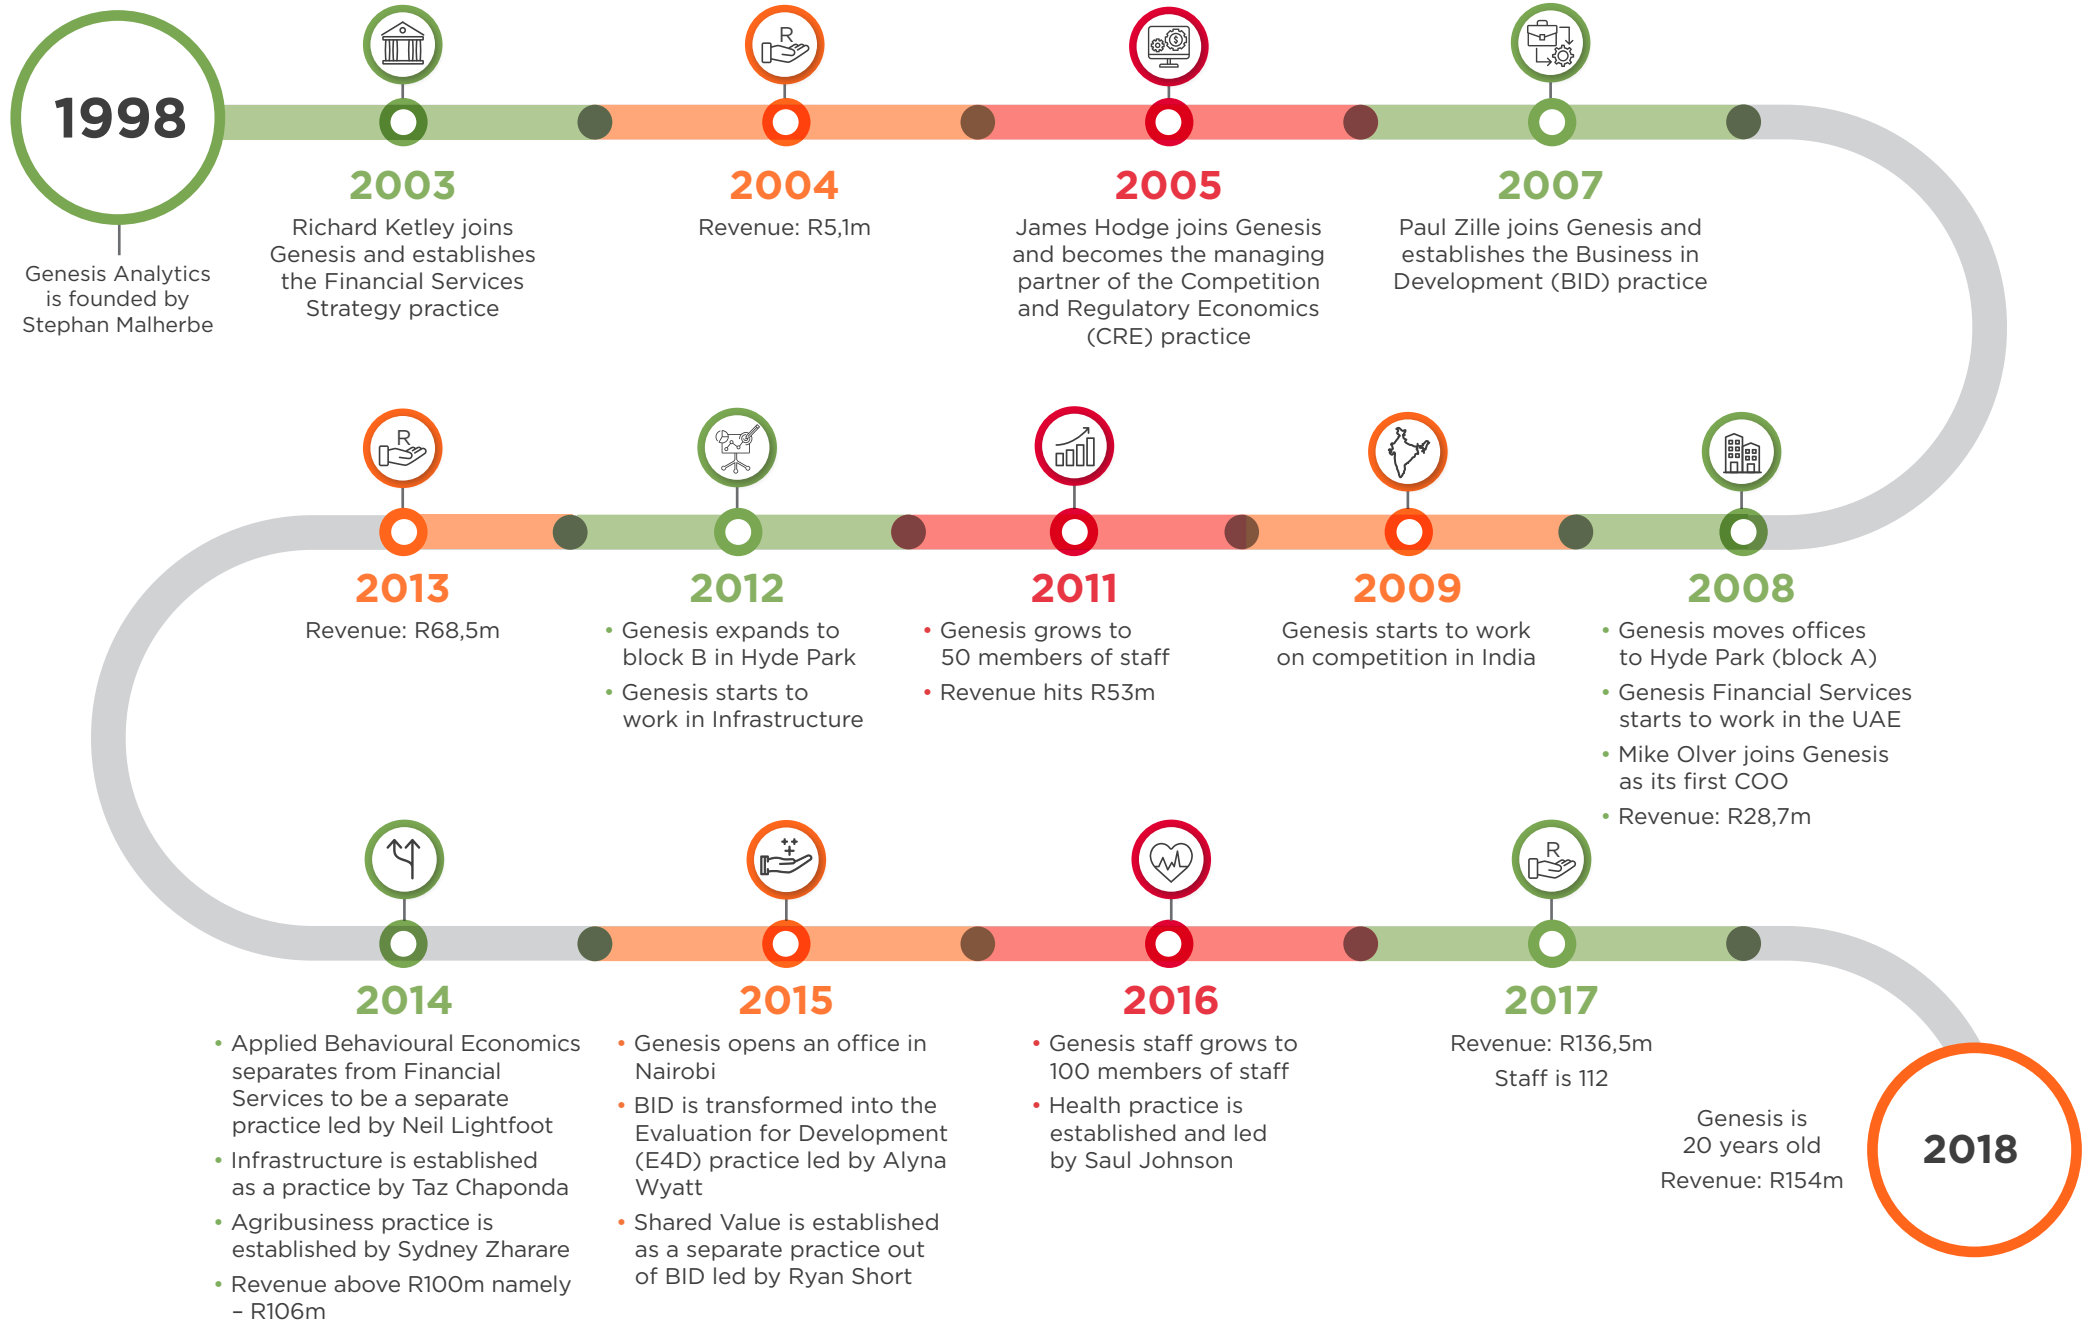 1998
Genesis Analytics
is founded by
Stephan Malherbe
R
2003
Richard Ketley joins
Genesis and establishes
the Financial Services
Strategy practice
2004
Revenue: R5,1m
$
2005
James Hodge joins Genesis
and becomes the managing
partner of the Competition
and Regulatory Economics
(CRE) practice
2007
Paul Zille joins Genesis and
establishes the Business in
Development (BID) practice
2008
• Genesis moves offices
to Hyde Park (block A)
• Genesis Financial Services
starts to work in the UAE
• Mike Olver joins Genesis
as its first COO
• Revenue: R28,7m
2009
Genesis starts to work
on competition in India
2011
• Genesis grows to
50 members of staff
• Revenue hits R53m
2012
• Genesis expands to
block B in Hyde Park
• Genesis starts to
work in Infrastructure
R
2013
Revenue: R68,5m
2014
• Applied Behavioural Economics
separates from Financial
Services to be a separate
practice led by Neil Lightfoot
• Infrastructure is established
as a practice by Taz Chaponda
• Agribusiness practice is
established by Sydney Zharare
• Revenue above R100m namely
– R106m
2015
• Genesis opens an office in
Nairobi
• BID is transformed into the
Evaluation for Development
(E4D) practice led by Alyna
Wyatt
• Shared Value is established
as a separate practice out
of BID led by Ryan Short
2016
• Genesis staff grows to
100 members of staff
• Health practice is
established and led
by Saul Johnson
R
2017
Revenue: R136,5m
Staff is 112
Genesis is
20 years old
Revenue: R154m
2018